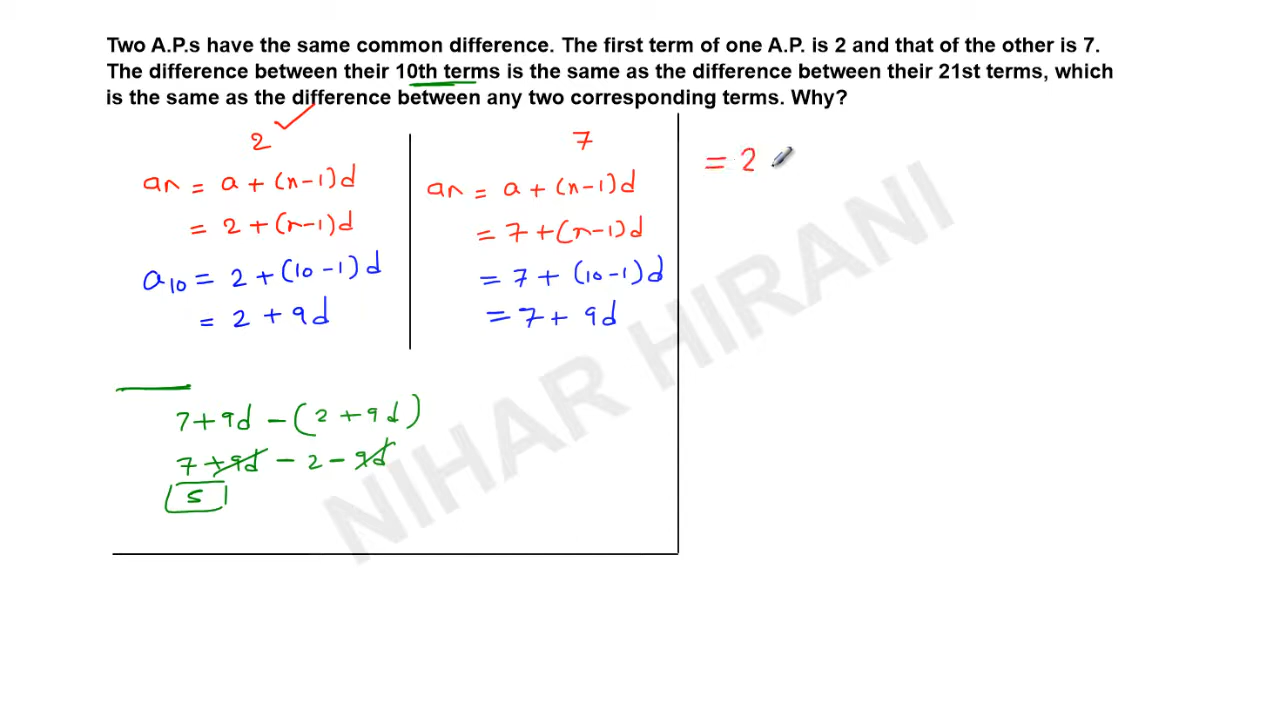 Two A.P.s have the same common difference. The first term of one A.P. is 2 and that of the other is 7.
The difference between their 10th terms is the same as the difference between their 21st terms, which
is the same as the difference between any two corresponding terms. Why?
2
an = a + (n-1)d
= 2 + (n-1)d
a10 = 2 + (10-1)d
= 2 + 9d
7
an = a + (n-1)d
= 7 + (n-1)d
= 7 + (10-1)d
= 7 + 9d
= 2
7+9d - (2+9d)
7+9d - 2 - 9d
5
NIHAR HIRANI